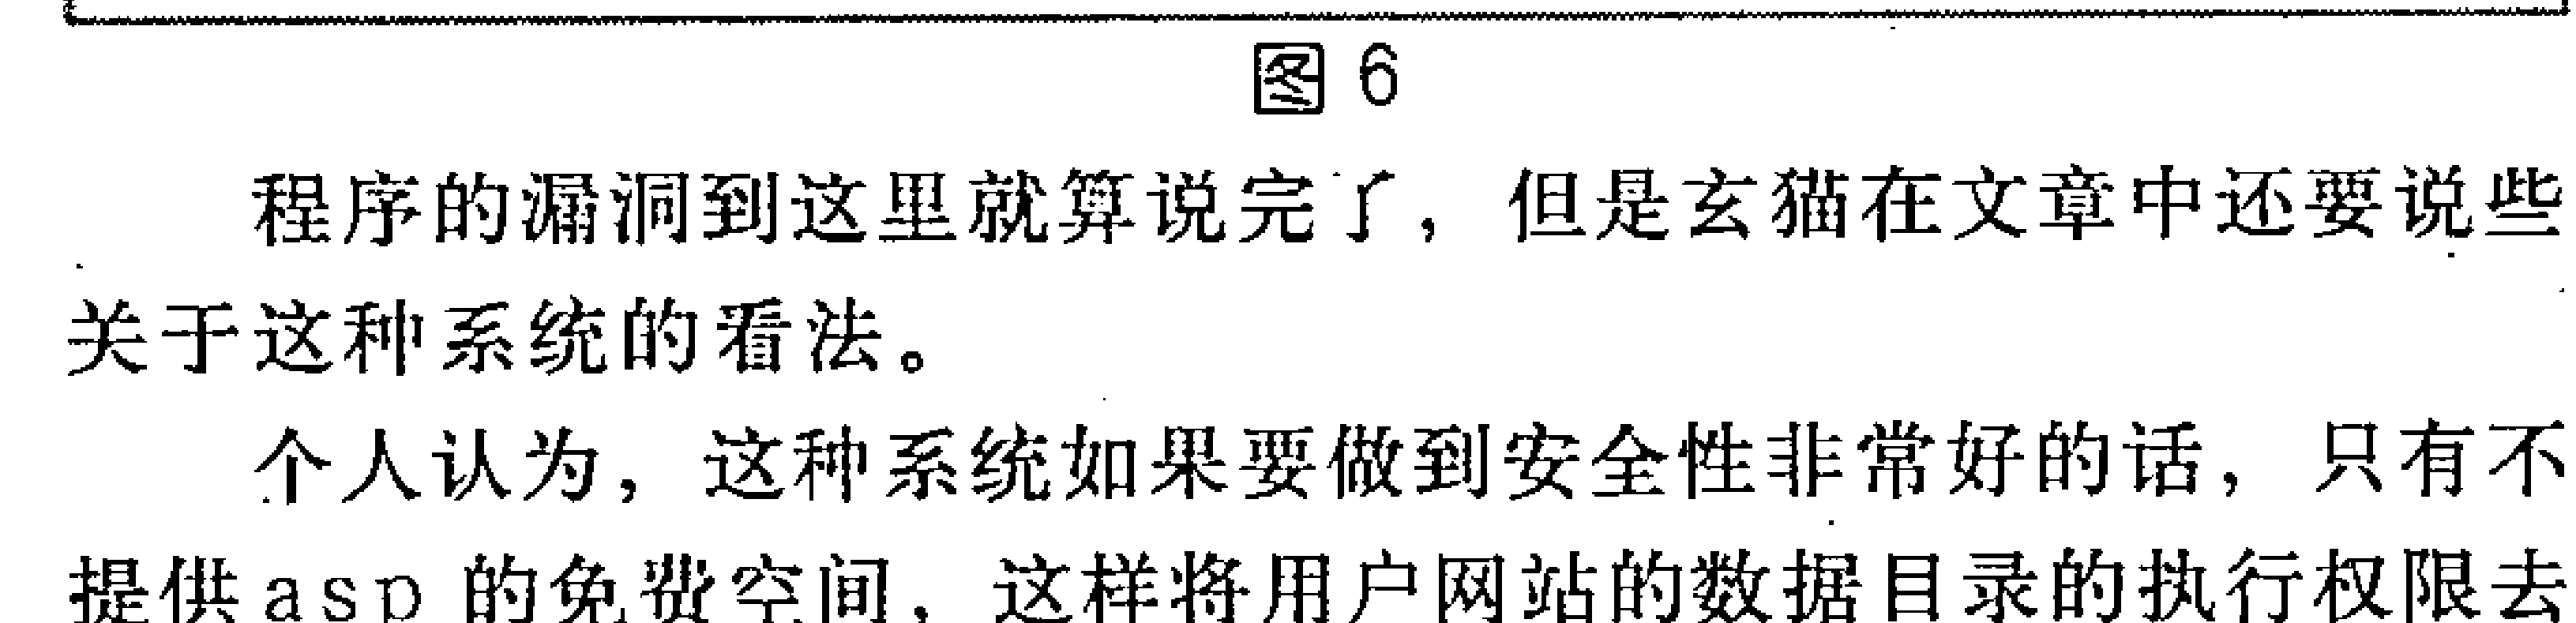 图 6
程序的漏洞到这里就算说完了，但是玄猫在文章中还要说些
关于这种系统的看法。
个人认为，这种系统如果要做到安全性非常好的话，只有不
提供asp的免费空间，这样将用户网站的数据目录的执行权限去